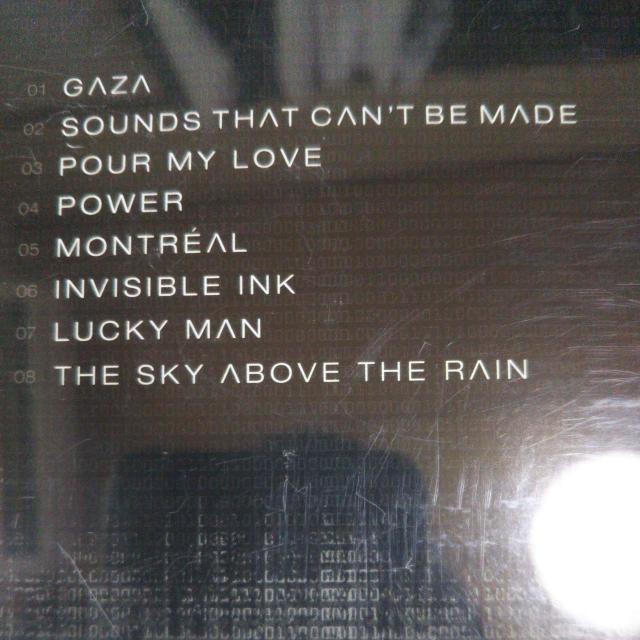 01 GAZA
02 SOUNDS THAT CAN'T BE MADE
03 POUR MY LOVE
04 POWER
05 MONTRÉAL
06 INVISIBLE INK
07 LUCKY MAN
08 THE SKY ABOVE THE RAIN